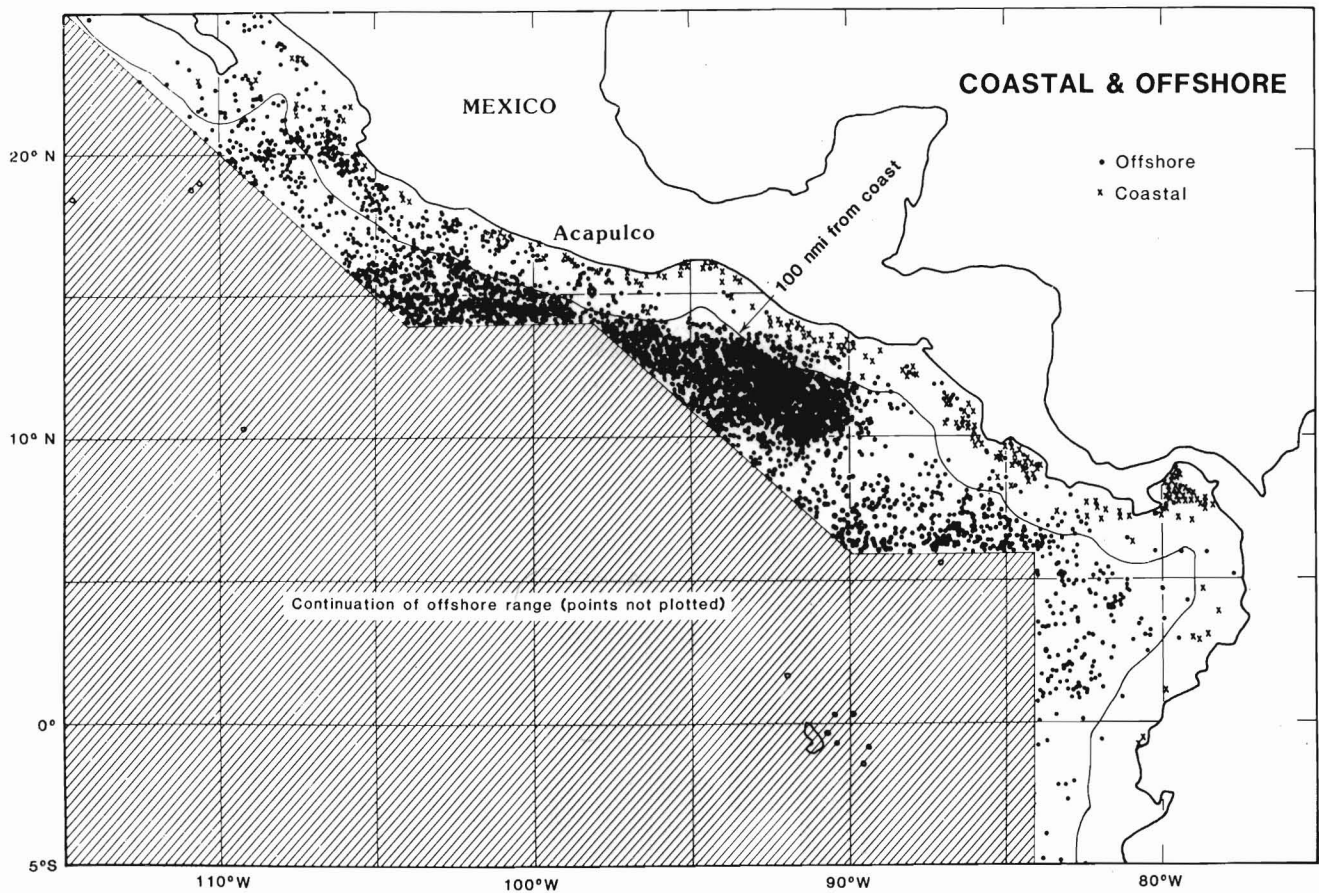 COASTAL & OFFSHORE
MEXICO
• Offshore
x Coastal
20° N
100 nmi from coast
Acapulco
10° N
Continuation of offshore range (points not plotted)
0°
5°S
110°W
100°W
90°W
80°W